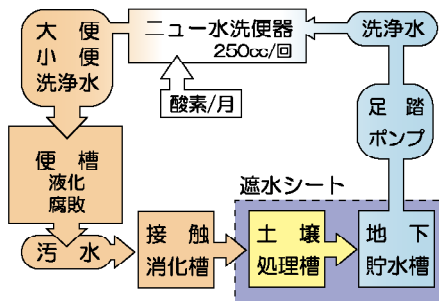 大便
小便
洗浄水
ニュー水洗便器
250cc/回
洗浄水
酸素/月
足踏
ポンプ
便槽
液化
腐敗
遮水シート
汚水
接触
消化槽
土壌
処理槽
地下
貯水槽